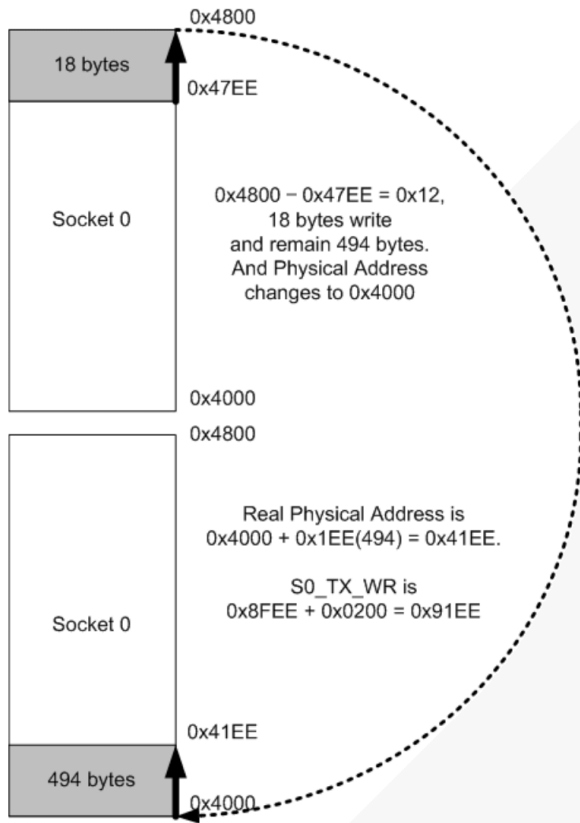 0x4800
18 bytes
0x47EE
0x4800 − 0x47EE = 0x12,
18 bytes write
and remain 494 bytes.
And Physical Address
changes to 0x4000
Socket 0
0x4000
0x4800
Real Physical Address is
0x4000 + 0x1EE(494) = 0x41EE.
S0_TX_WR is
0x8FEE + 0x0200 = 0x91EE
Socket 0
0x41EE
494 bytes
0x4000